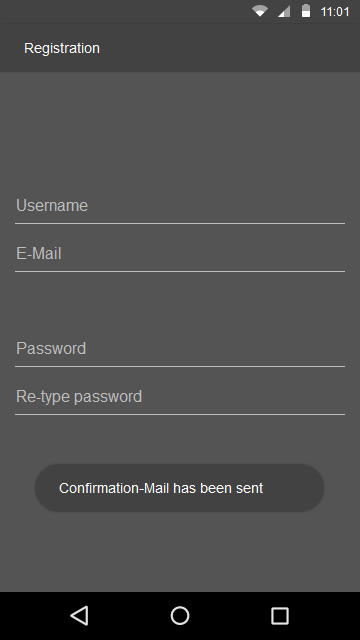 11:01
Registration
Username
E-Mail
Password
Re-type password
Confirmation-Mail has been sent